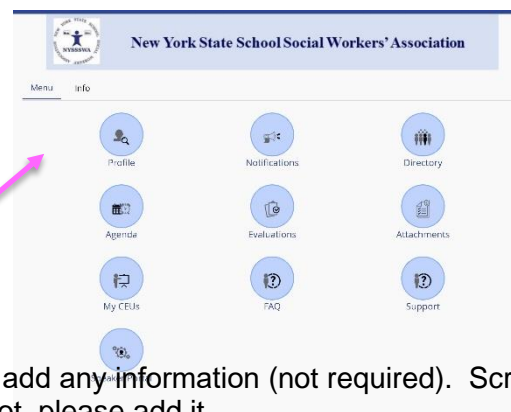 NYSSSWA
New York State School Social Workers' Association
Menu Info
Profile Notifications Directory
Agenda Evaluations Attachments
My CEUs FAQ Support
add any information (not required). Scr
please add it